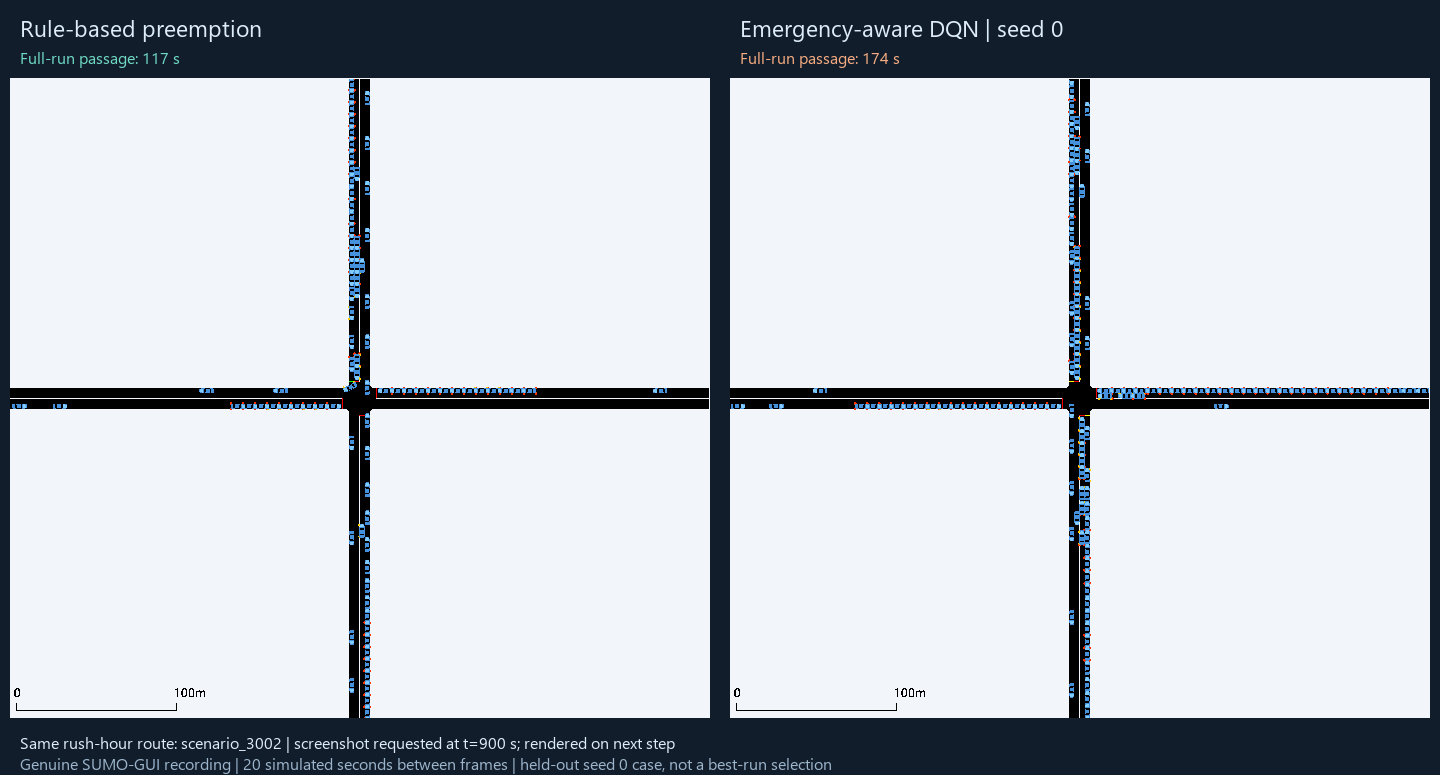 Rule-based preemption
Full-run passage: 117 s
Emergency-aware DQN | seed 0
Full-run passage: 174 s
0 100m
0 100m
Same rush-hour route: scenario_3002 | screenshot requested at t=900 s; rendered on next step
Genuine SUMO-GUI recording | 20 simulated seconds between frames | held-out seed 0 case, not a best-run selection